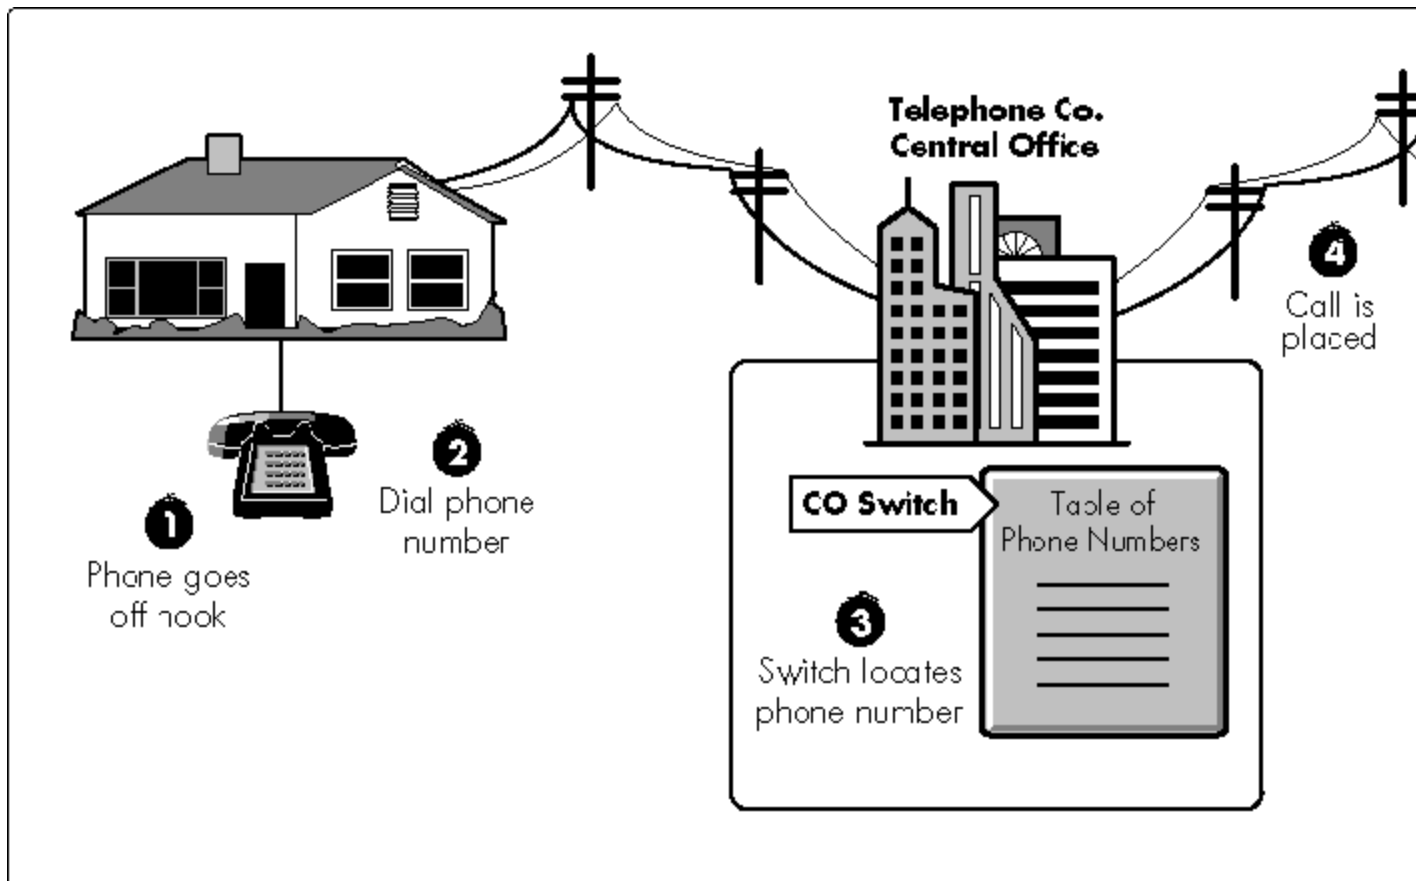 Telephone Co.
Central Office
1
Phone goes
off hook
2
Dial phone
number
CO Switch
Table of
Phone Numbers
3
Switch locates
phone number
4
Call is
placed